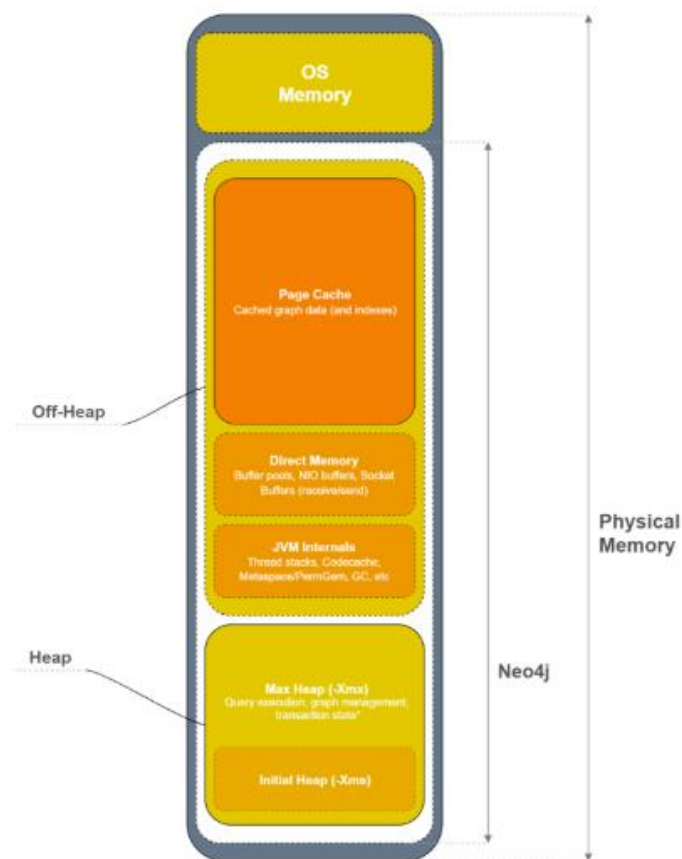 OS
Memory
Page Cache
Cached graph data (and indexes)
Off-Heap
Direct Memory
Buffer pools, NIO buffers, Socket
Buffers (receive/send)
JVM Internals
Thread stacks, Codecache,
Metaspace/PermGem, GC, etc
Physical
Memory
Heap
Neo4j
Max Heap (-Xmx)
Query execution, graph management,
transaction state*
Initial Heap (-Xms)